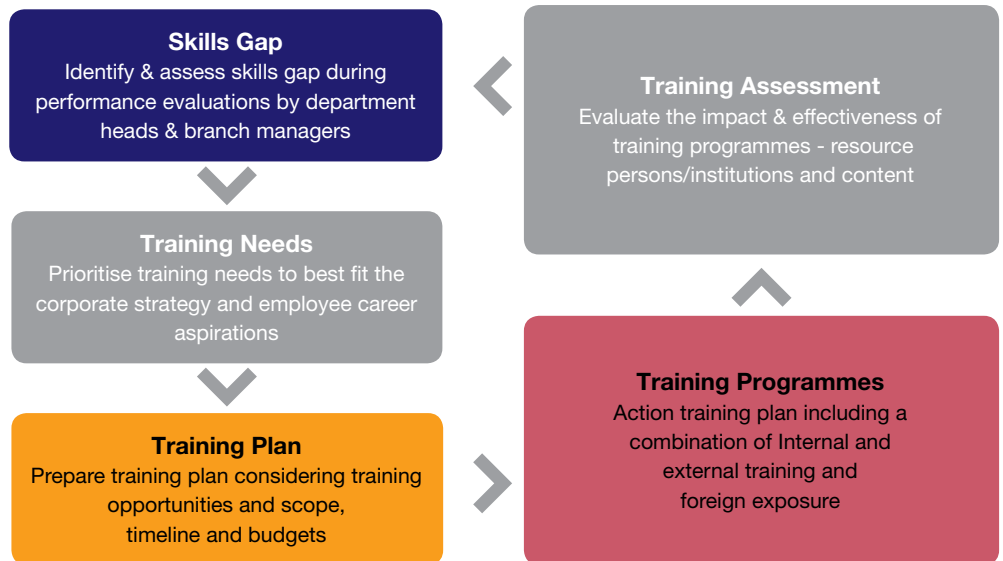 Skills Gap
Identify & assess skills gap during
performance evaluations by department
heads & branch managers
Training Needs
Prioritise training needs to best fit the
corporate strategy and employee career
aspirations
Training Plan
Prepare training plan considering training
opportunities and scope,
timeline and budgets
Training Programmes
Action training plan including a
combination of Internal and
external training and
foreign exposure
Training Assessment
Evaluate the impact & effectiveness of
training programmes - resource
persons/institutions and content